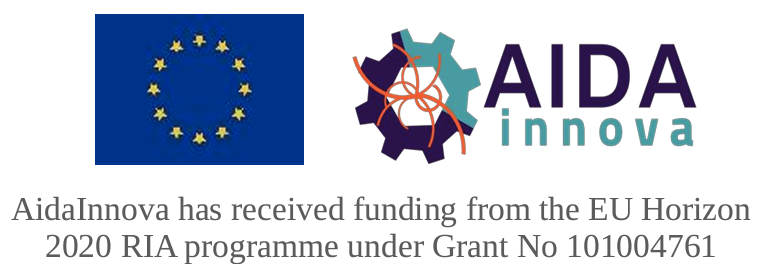 AIDA
innova
AidaInnova has received funding from the EU Horizon
2020 RIA programme under Grant No 101004761